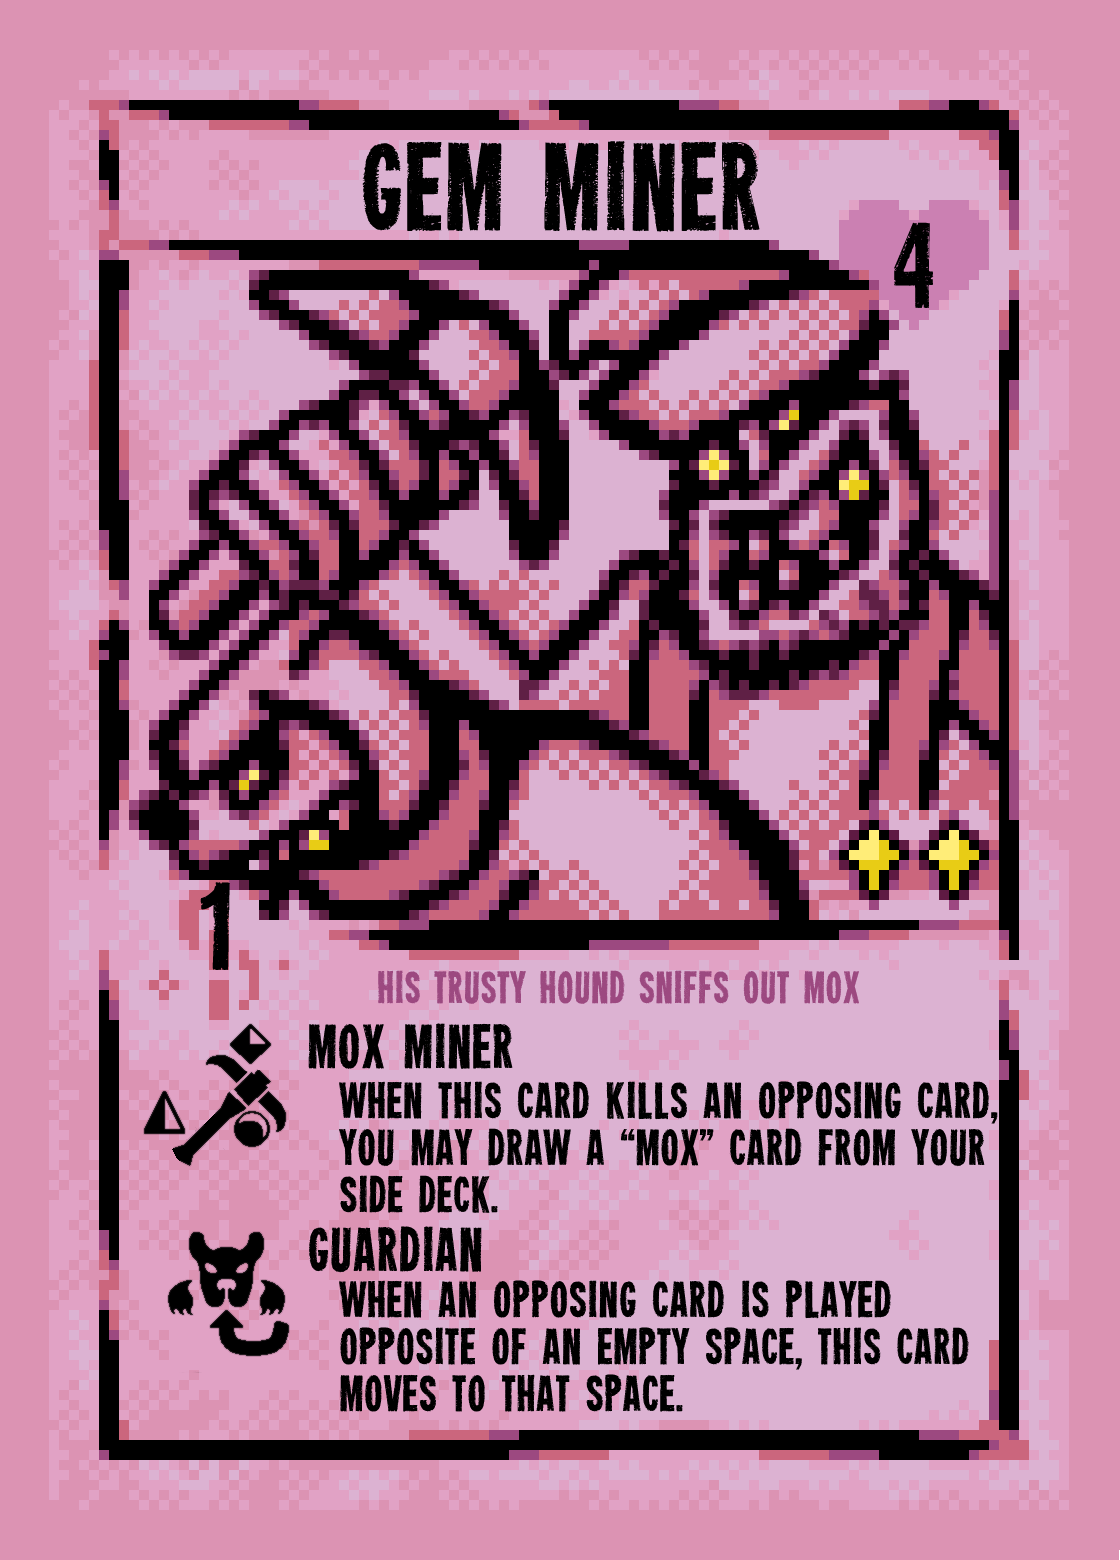 GEM MINER
4
1
HIS TRUSTY HOUND SNIFFS OUT MOX
MOX MINER
WHEN THIS CARD KILLS AN OPPOSING CARD,
YOU MAY DRAW A “MOX” CARD FROM YOUR
SIDE DECK.
GUARDIAN
WHEN AN OPPOSING CARD IS PLAYED
OPPOSITE OF AN EMPTY SPACE, THIS CARD
MOVES TO THAT SPACE.